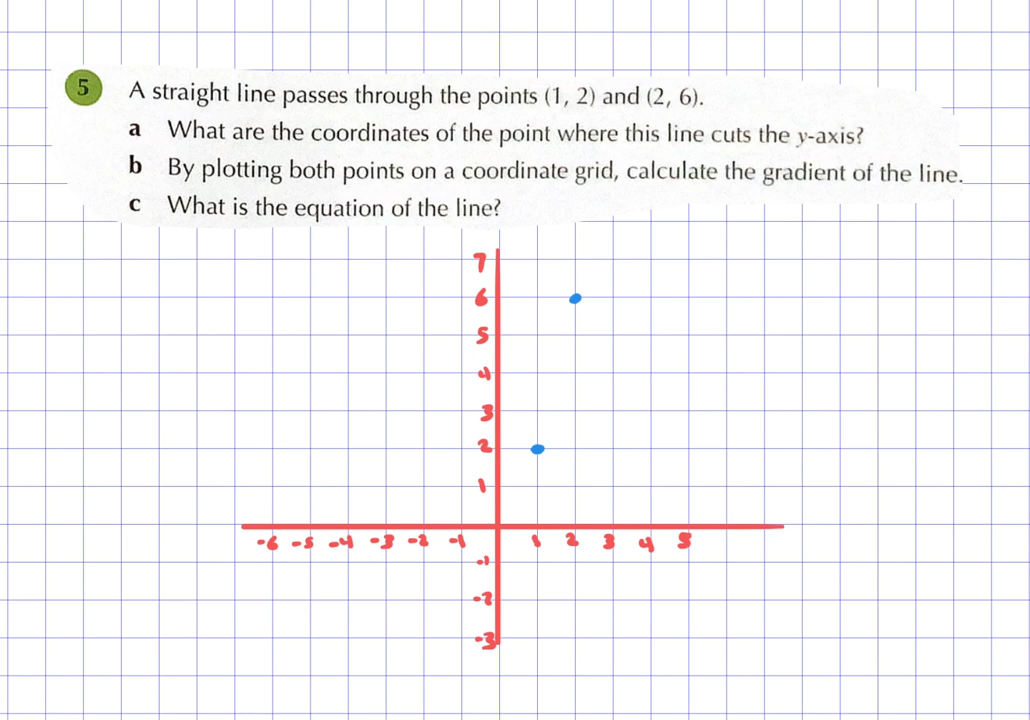 5 A straight line passes through the points (1, 2) and (2, 6).
a What are the coordinates of the point where this line cuts the y-axis?
b By plotting both points on a coordinate grid, calculate the gradient of the line.
c What is the equation of the line?
7
6
5
4
3
2
1
-6 -5 -4 -3 -2 -1 1 2 3 4 5
-1
-2
-3